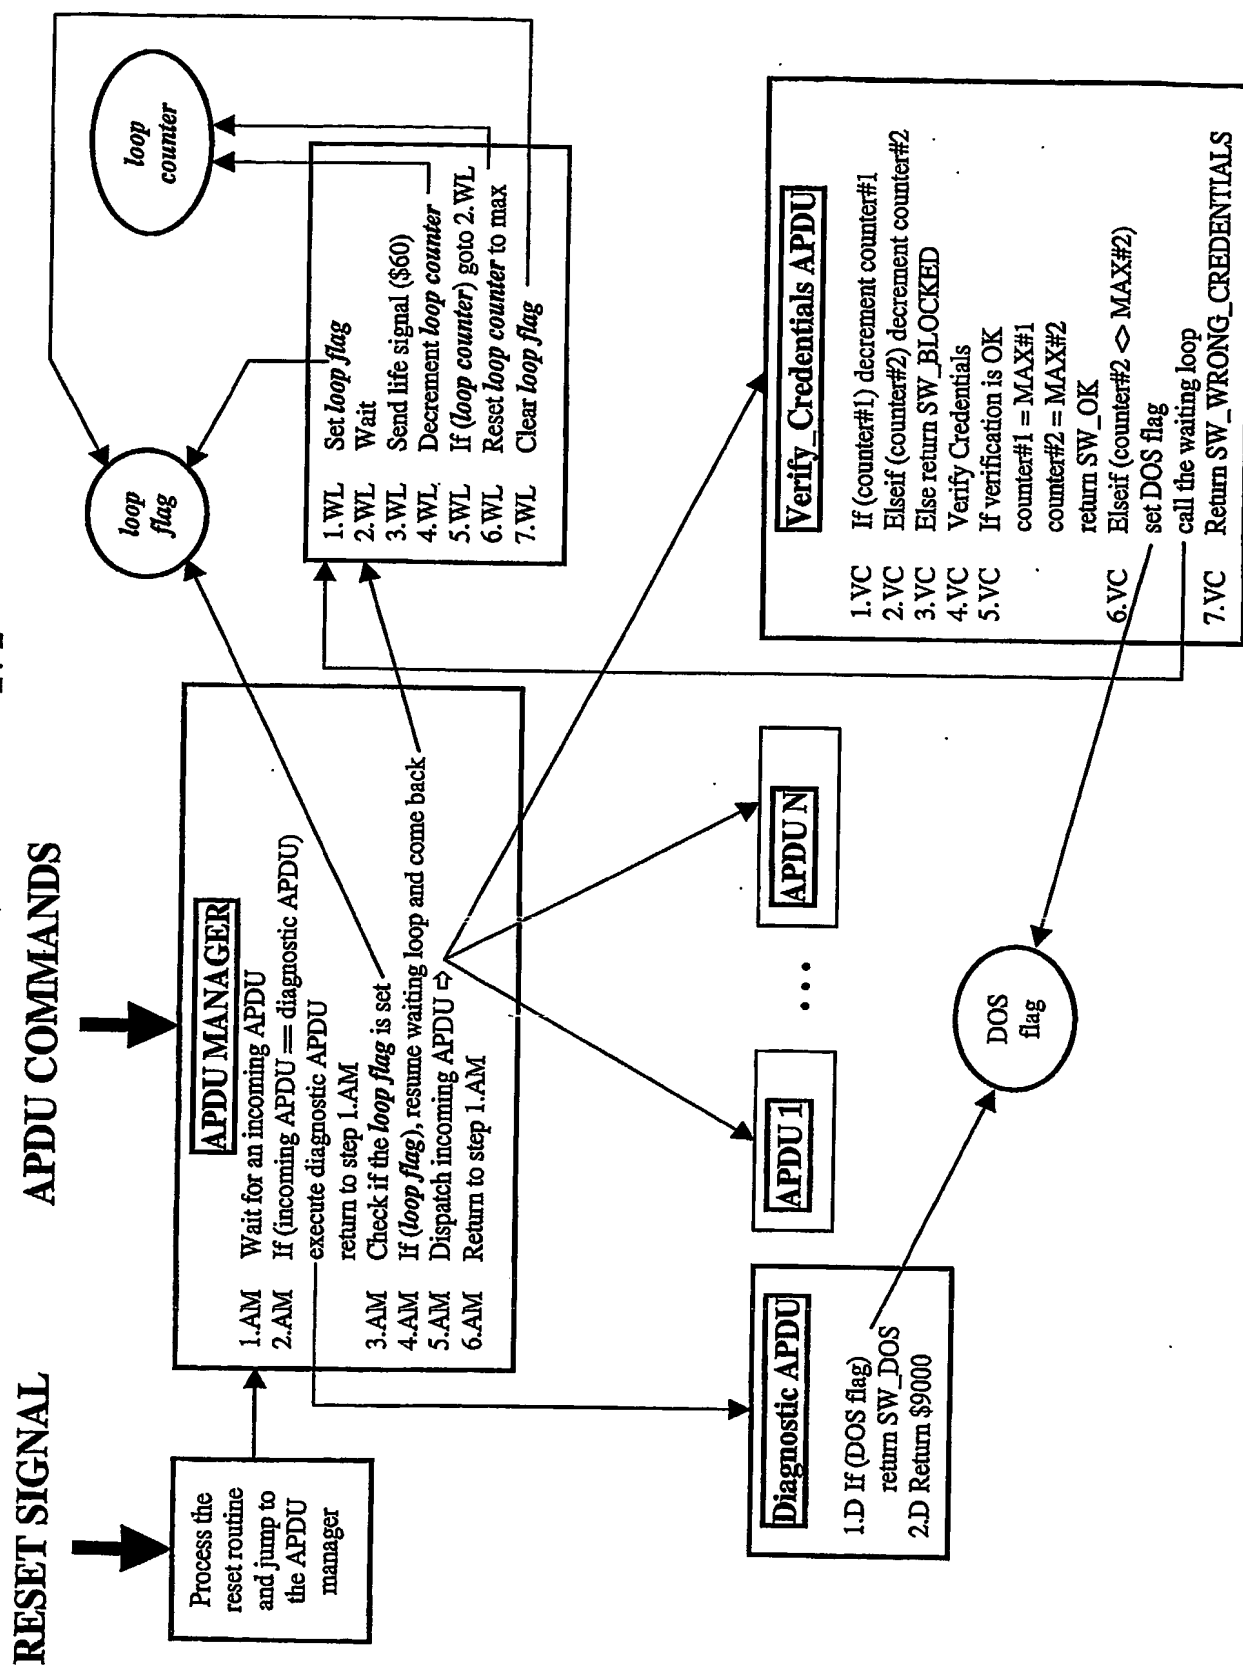 RESET SIGNAL
APDU COMMANDS
Process the
reset routine
and jump to
the APDU
manager
APDU MANAGER
1.AM Wait for an incoming APDU
2.AM If (incoming APDU == diagnostic APDU)
execute diagnostic APDU
return to step 1.AM
3.AM Check if the loop flag is set
4.AM If (loop flag), resume waiting loop and come back
5.AM Dispatch incoming APDU ⇨
6.AM Return to step 1.AM
loop
flag
loop
counter
1.WL Set loop flag
2.WL Wait
3.WL Send life signal ($60)
4.WL Decrement loop counter
5.WL If (loop counter) goto 2.WL
6.WL Reset loop counter to max
7.WL Clear loop flag
Diagnostic APDU
1.D If (DOS flag)
return SW_DOS
2.D Return $9000
APDU 1
• • •
APDU N
Verify_Credentials APDU
1.VC If (counter#1) decrement counter#1
2.VC Elseif (counter#2) decrement counter#2
3.VC Else return SW_BLOCKED
4.VC Verify Credentials
5.VC If verification is OK
counter#1 = MAX#1
counter#2 = MAX#2
return SW_OK
6.VC Elseif (counter#2 <> MAX#2)
set DOS flag
call the waiting loop
7.VC Return SW_WRONG_CREDENTIALS
DOS
flag